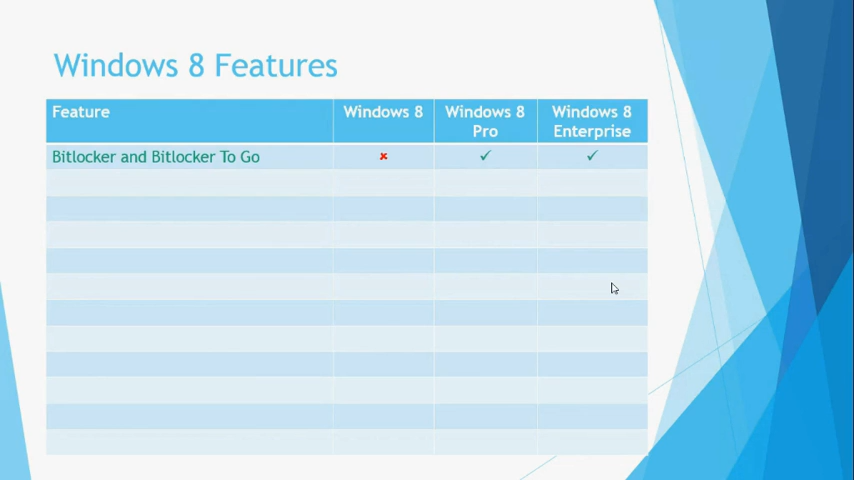 Windows 8 Features
Feature
Windows 8
Windows 8
Pro
Windows 8
Enterprise
Bitlocker and Bitlocker To Go